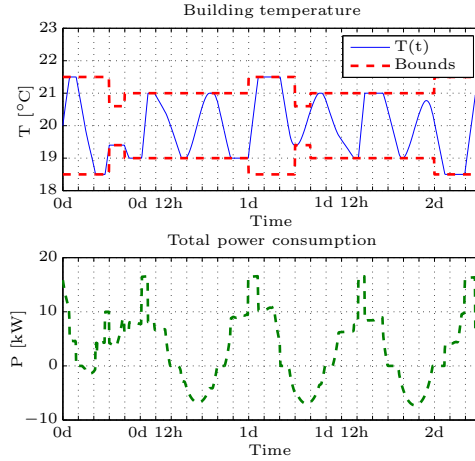 Building temperature
23
22
21
20
19
18
T [°C]
T(t)
Bounds
0d
0d 12h
1d
1d 12h
2d
Time
Total power consumption
20
10
0
−10
P [kW]
0d
0d 12h
1d
1d 12h
2d
Time